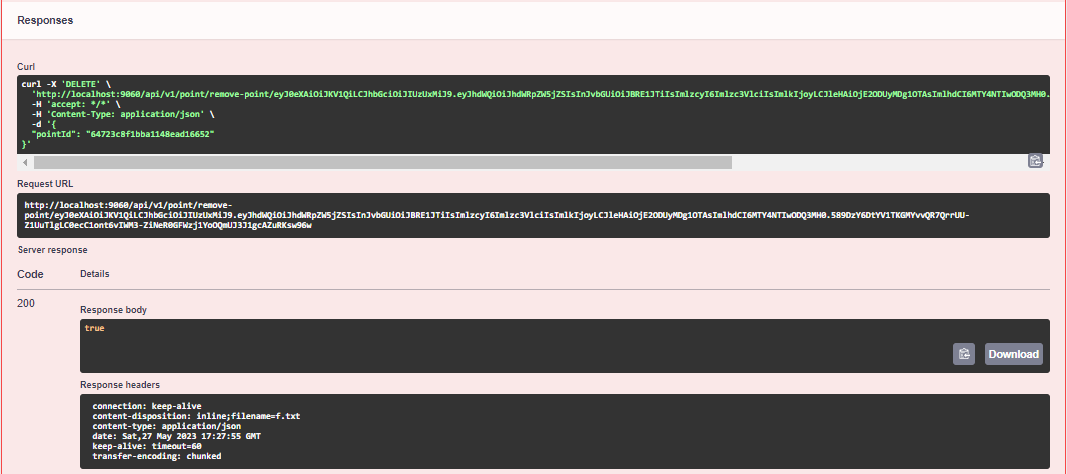 Responses
Curl
curl -X 'DELETE' \
'http://localhost:9060/api/v1/point/remove-point/eyJ0eXAiOiJKV1QiLCJhbGciOiJIUzUxMiJ9.eyJhdWQiOiJhdWRpZW5jZSIsInJvbGUiOiJBRE1JTiIsImlzcyI6Imlzc3VlciIsImlkIjoyLCJleHAiOjE2ODUyMDg1OTAsImlhdCI6MTY4NTIwODQ3MH0.
-H 'accept: */*' \
-H 'Content-Type: application/json' \
-d '{
"pointId": "64723c8f1bba1148ead16652"
}'
Request URL
http://localhost:9060/api/v1/point/remove-
point/eyJ0eXAiOiJKV1QiLCJhbGciOiJIUzUxMiJ9.eyJhdWQiOiJhdWRpZW5jZSIsInJvbGUiOiJBRE1JTiIsImlzcyI6Imlzc3VlciIsImlkIjoyLCJleHAiOjE2ODUyMDg1OTAsImlhdCI6MTY4NTIwODQ3MH0.589DzY6DtYV1TKGMYvvQR7QrrUU-
Z1UuTlgLC0ecC1ont6vIWM3-ZiNeR0GFWzj1YoOQmUJ3J1gcAZuRKsw96w
Server response
Code Details
200
Response body
true
Download
Response headers
connection: keep-alive
content-disposition: inline;filename=f.txt
content-type: application/json
date: Sat,27 May 2023 17:27:55 GMT
keep-alive: timeout=60
transfer-encoding: chunked